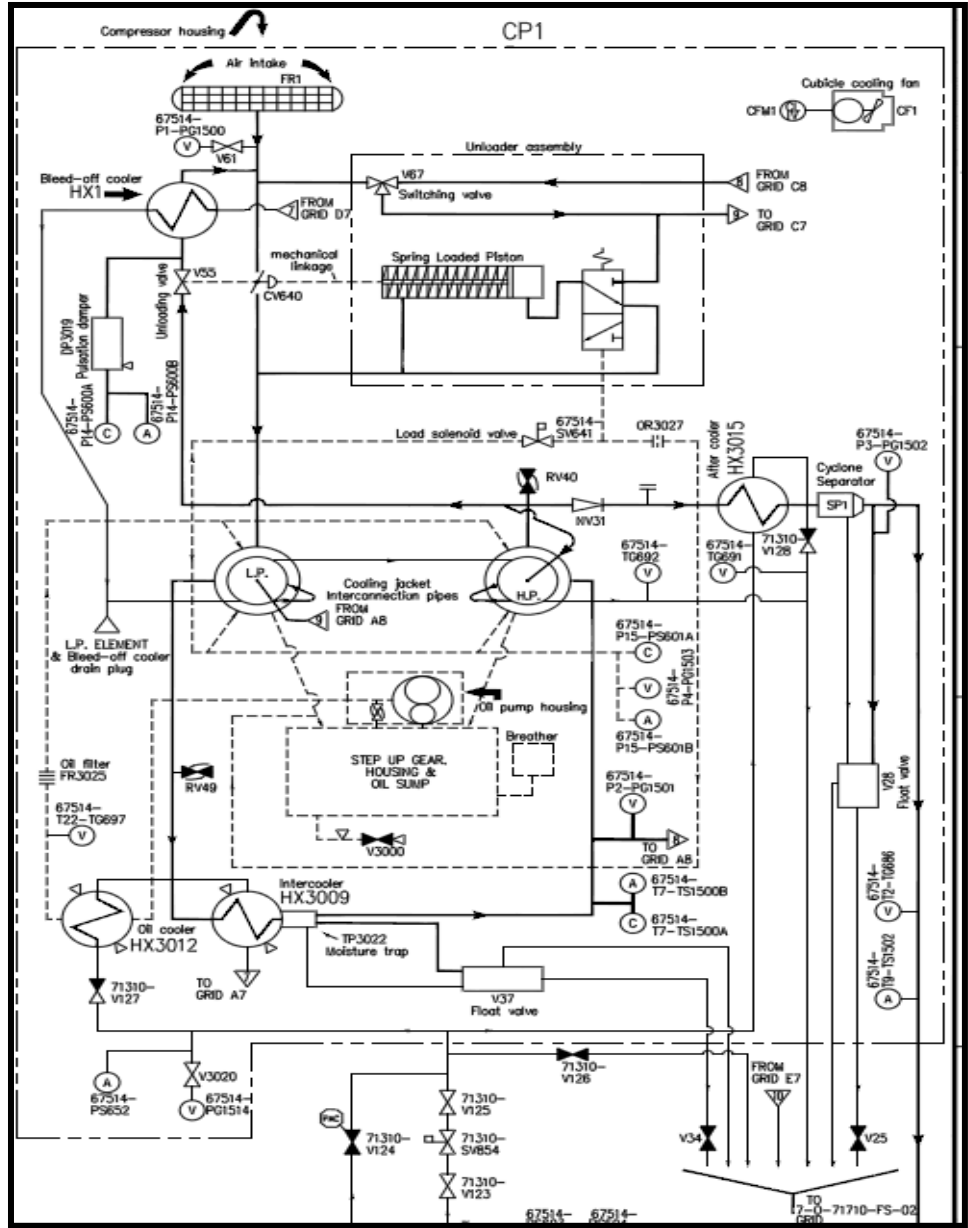 Compressor housing
CP1
Air intake
FR1
Cubicle cooling fan
CFM1
CF1
67514-
P1-PG1500
V
V61
Unloader assembly
Bleed-off cooler
HX1
V67
Switching valve
8
FROM
GRID C8
7
FROM
GRID D7
9
TO
GRID C7
mechanical
linkage
Spring Loaded Piston
V55
Unloading valve
CV640
DP3019
Pulsation damper
67514-
P14-PS600A
67514-
P14-PS600B
C
A
Load solenoid valve
67514-
SV641
OR3027
After cooler
HX3015
67514-
P3-PG1502
V
Cyclone
Separator
SP1
RV40
NV31
67514-
TG692
V
67514-
TG691
V
71310-
V128
L.P.
H.P.
Cooling jacket
Interconnection pipes
9
FROM
GRID A8
L.P. ELEMENT
& Bleed-off cooler
drain plug
67514-
P15-PS601A
C
V
67514-
P4-PG1503
A
67514-
P15-PS601B
Oil pump housing
Breather
STEP UP GEAR,
HOUSING &
OIL SUMP
V28
Float valve
Oil filter
FR3025
RV49
67514-
T22-TG697
V
V3000
67514-
P2-PG1501
V
8
TO
GRID A8
Intercooler
HX3009
A
67514-
T7-TS1500B
C
67514-
T7-TS1500A
67514-
T2-TG686
V
Oil cooler
HX3012
TP3022
Moisture trap
7
TO
GRID A7
V37
Float valve
67514-
T9-TS1502
A
71310-
V127
A
67514-
PS652
V3020
V
67514-
PG1514
71310-
V126
FROM
GRID E7
10
71310-
V125
71310-
V124
71310-
SV854
71310-
V123
V34
V25
TO
7-0-71710-FS-02
GRID
67514-
67514-